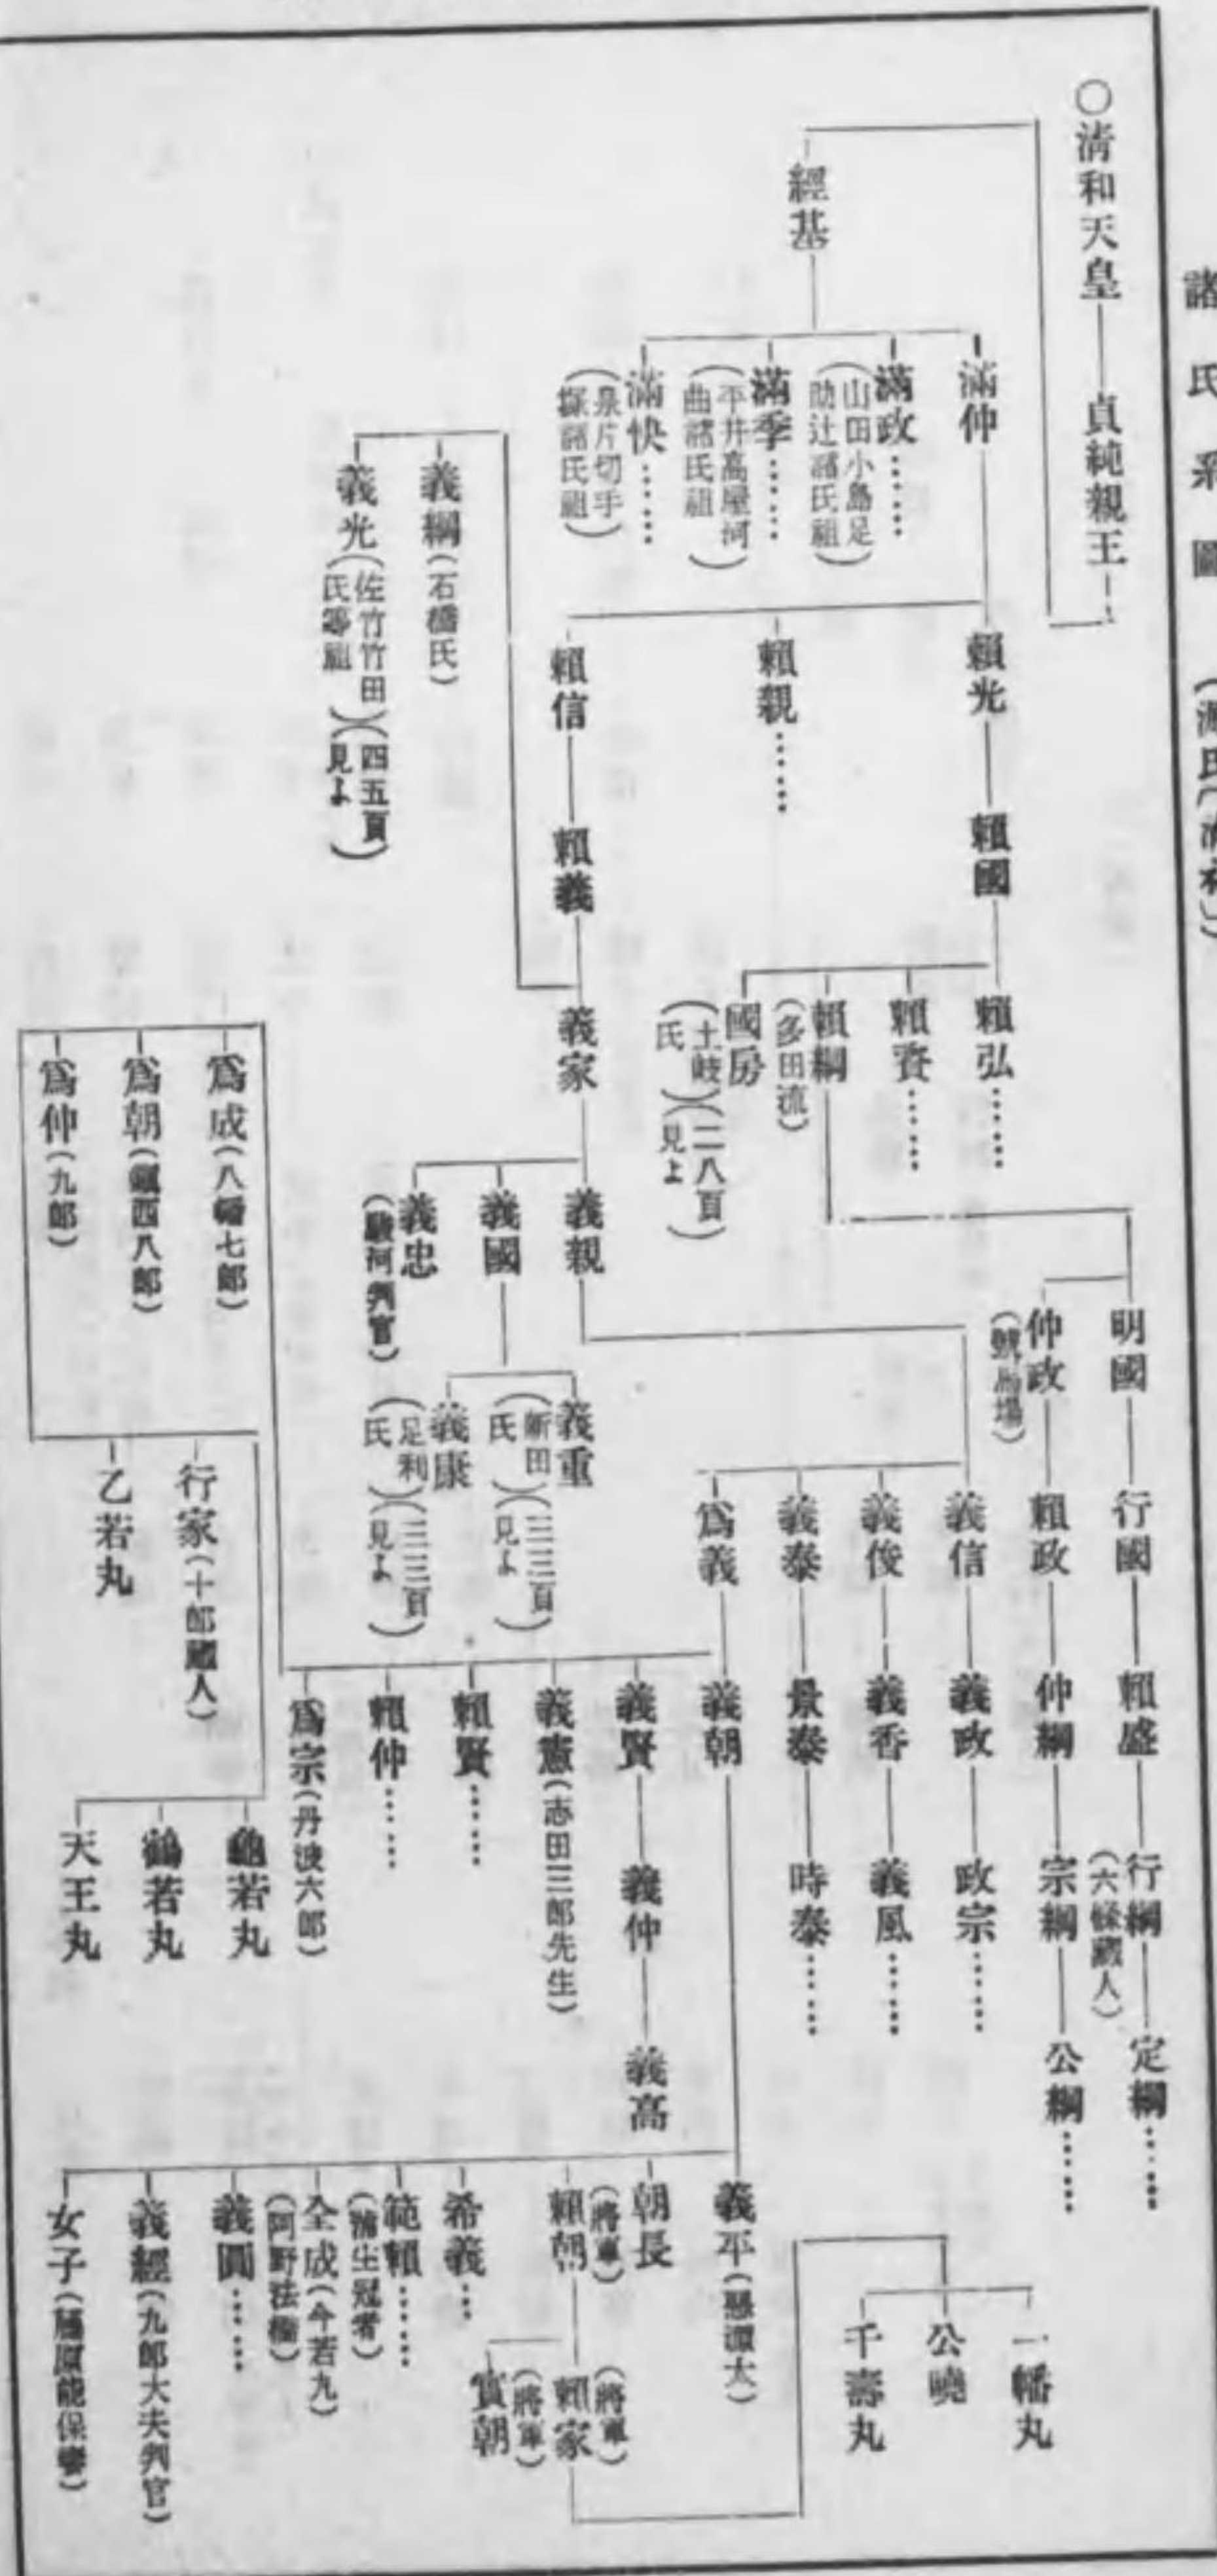 諸氏系圖 (源氏(淸和))
○淸和天皇
貞純親王
經基
滿仲
滿政……
(山田小島足
助辻諸氏祖)
滿季……
(平井高屋河
曲諸氏祖)
滿快……
(泉片切手
塚諸氏祖)
賴光
賴親……
賴信
賴國
賴義
賴弘……
賴資……
賴綱
(多田流)
國房
(土岐
氏)
(二八頁
見よ)
義家
義綱(石橋氏)
義光(佐竹竹田
氏等祖)
(四五頁
見よ)
明國
行國
賴盛
行綱
(六條藏人)
定綱……
仲政
(號馬場)
賴政
仲綱
宗綱
公綱……
義親
義國
義忠
(駿河判官)
義重
(新田
氏)
(三三頁
見よ)
義康
(足利
氏)
(三三頁
見よ)
義信
義政
政宗……
義俊
義香
義風……
義泰
景泰
時泰……
爲義
義朝
義賢
義仲
義高
義憲(志田三郎先生)
賴賢……
賴仲……
爲宗(丹波六郎)
爲成(八幡七郎)
爲朝(鎭西八郎)
爲仲(九郎)
行家(十郎藏人)
乙若丸
龜若丸
鶴若丸
天王丸
義平(惡源太)
朝長
(將軍)
賴朝
希義…
範賴……
(蒲生冠者)
全成(今若丸)
(阿野法橋)
義圓……
義經(九郎大夫判官)
女子(藤原能保妻)
(將軍)
賴家
(將軍)
實朝
一幡丸
公曉
千壽丸